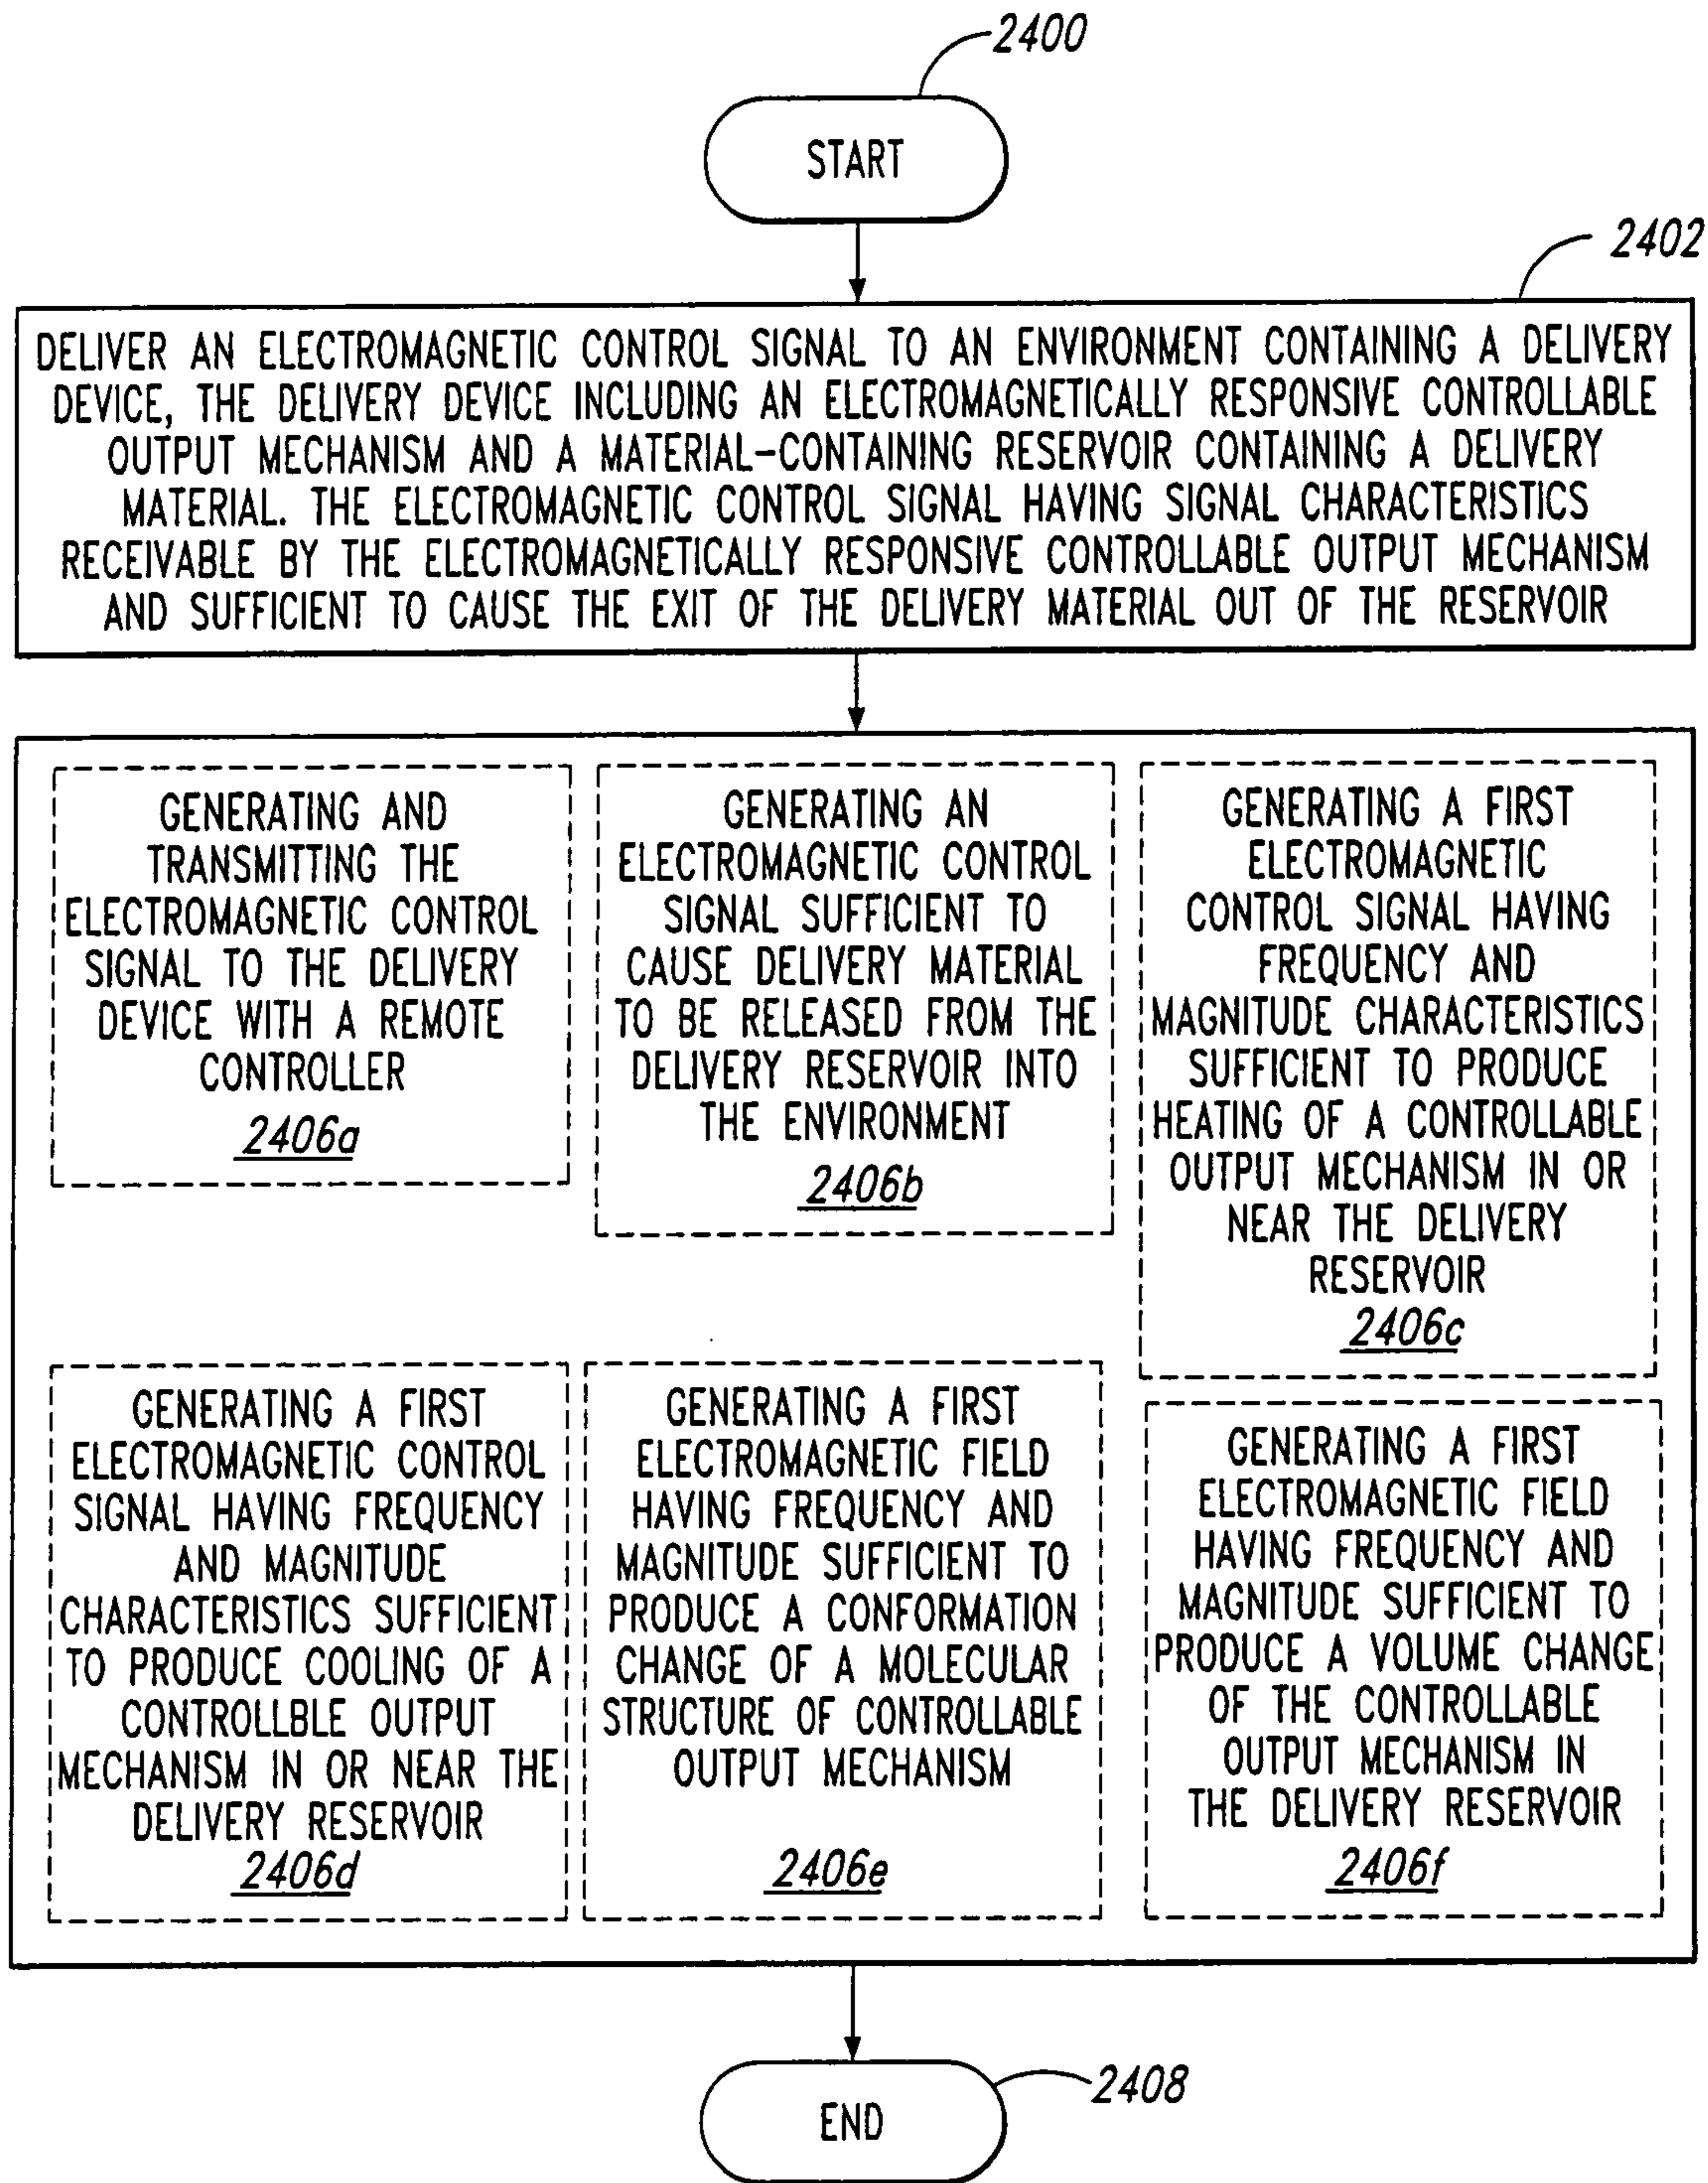 2400
START
2402
DELIVER AN ELECTROMAGNETIC CONTROL SIGNAL TO AN ENVIRONMENT CONTAINING A DELIVERY
DEVICE, THE DELIVERY DEVICE INCLUDING AN ELECTROMAGNETICALLY RESPONSIVE CONTROLLABLE
OUTPUT MECHANISM AND A MATERIAL-CONTAINING RESERVOIR CONTAINING A DELIVERY
MATERIAL. THE ELECTROMAGNETIC CONTROL SIGNAL HAVING SIGNAL CHARACTERISTICS
RECEIVABLE BY THE ELECTROMAGNETICALLY RESPONSIVE CONTROLLABLE OUTPUT MECHANISM
AND SUFFICIENT TO CAUSE THE EXIT OF THE DELIVERY MATERIAL OUT OF THE RESERVOIR
GENERATING AND
TRANSMITTING THE
ELECTROMAGNETIC CONTROL
SIGNAL TO THE DELIVERY
DEVICE WITH A REMOTE
CONTROLLER
2406a
GENERATING AN
ELECTROMAGNETIC CONTROL
SIGNAL SUFFICIENT TO
CAUSE DELIVERY MATERIAL
TO BE RELEASED FROM THE
DELIVERY RESERVOIR INTO
THE ENVIRONMENT
2406b
GENERATING A FIRST
ELECTROMAGNETIC
CONTROL SIGNAL HAVING
FREQUENCY AND
MAGNITUDE CHARACTERISTICS
SUFFICIENT TO PRODUCE
HEATING OF A CONTROLLABLE
OUTPUT MECHANISM IN OR
NEAR THE DELIVERY
RESERVOIR
2406c
GENERATING A FIRST
ELECTROMAGNETIC CONTROL
SIGNAL HAVING FREQUENCY
AND MAGNITUDE
CHARACTERISTICS SUFFICIENT
TO PRODUCE COOLING OF A
CONTROLLBLE OUTPUT
MECHANISM IN OR NEAR THE
DELIVERY RESERVOIR
2406d
GENERATING A FIRST
ELECTROMAGNETIC FIELD
HAVING FREQUENCY AND
MAGNITUDE SUFFICIENT TO
PRODUCE A CONFORMATION
CHANGE OF A MOLECULAR
STRUCTURE OF CONTROLLABLE
OUTPUT MECHANISM
2406e
GENERATING A FIRST
ELECTROMAGNETIC FIELD
HAVING FREQUENCY AND
MAGNITUDE SUFFICIENT TO
PRODUCE A VOLUME CHANGE
OF THE CONTROLLABLE
OUTPUT MECHANISM IN
THE DELIVERY RESERVOIR
2406f
2408
END